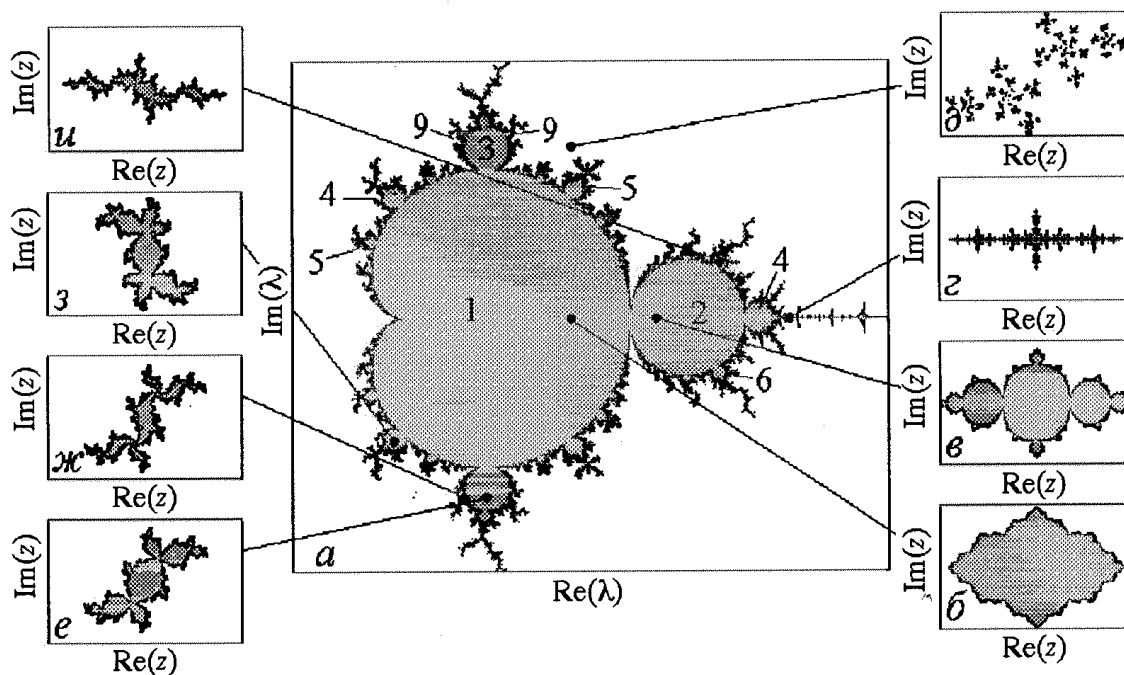 Im(z)
и
Re(z)
Im(z)
з
Re(z)
Im(z)
ж
Re(z)
Im(z)
е
Re(z)
Im(λ)
9
9
3
4
5
5
1
2
4
6
а
Re(λ)
Im(z)
д
Re(z)
Im(z)
г
Re(z)
Im(z)
в
Re(z)
Im(z)
б
Re(z)